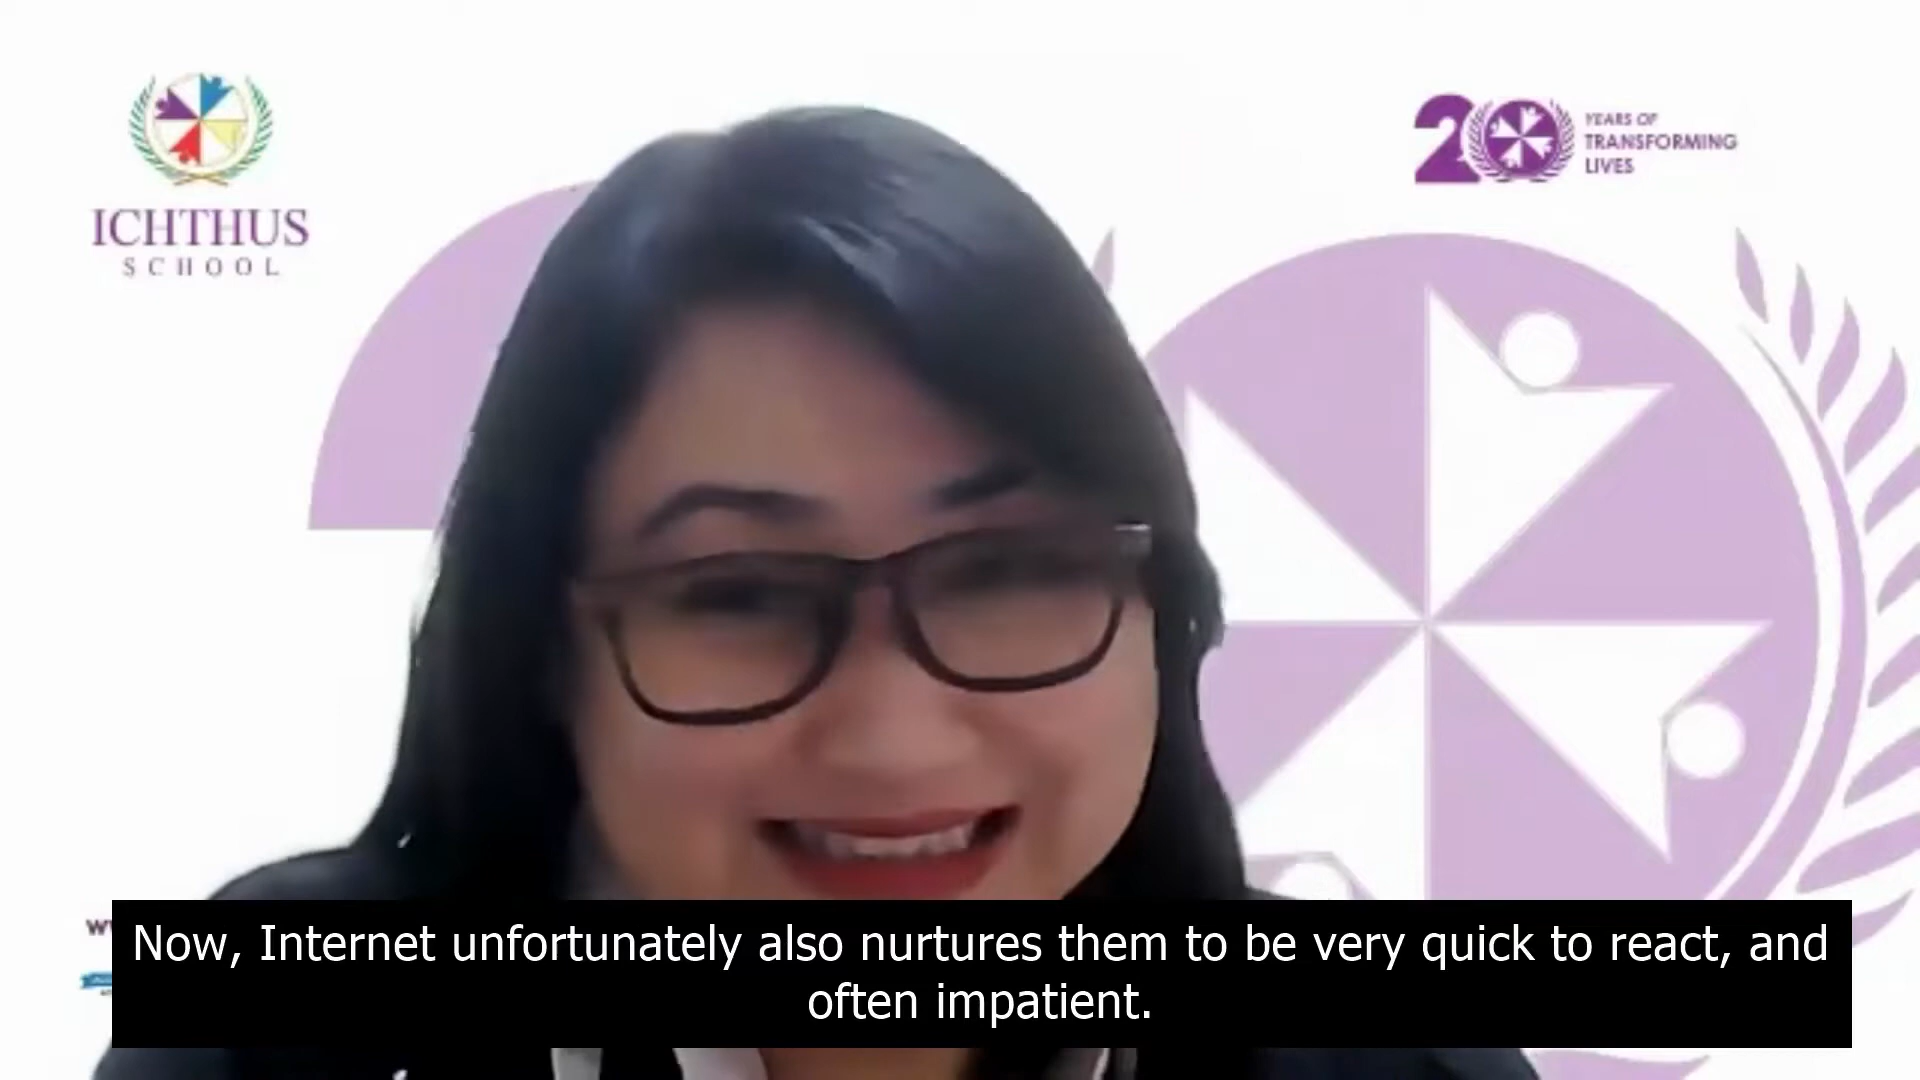 ICHTHUS
SCHOOL
20
YEARS OF
TRANSFORMING
LIVES
Now, Internet unfortunately also nurtures them to be very quick to react, and
often impatient.